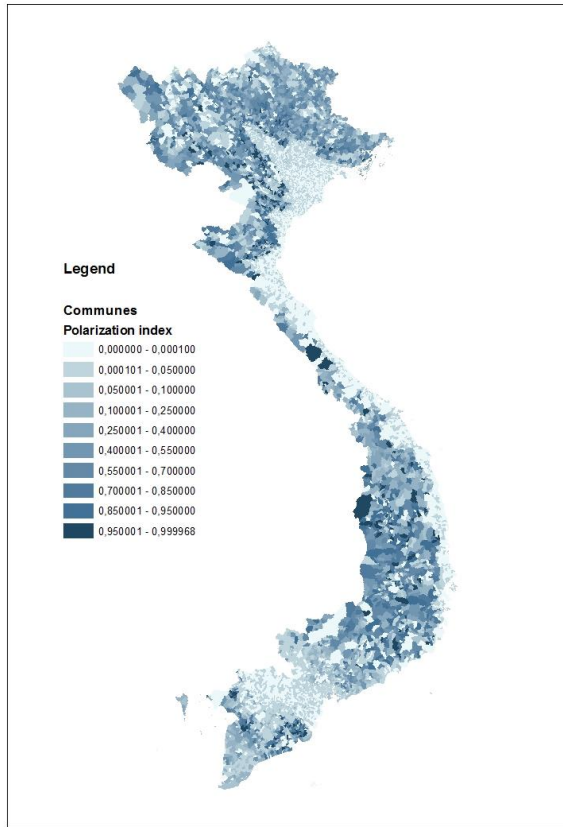 Legend
Communes
Polarization index
0,000000 - 0,000100
0,000101 - 0,050000
0,050001 - 0,100000
0,100001 - 0,250000
0,250001 - 0,400000
0,400001 - 0,550000
0,550001 - 0,700000
0,700001 - 0,850000
0,850001 - 0,950000
0,950001 - 0,999968